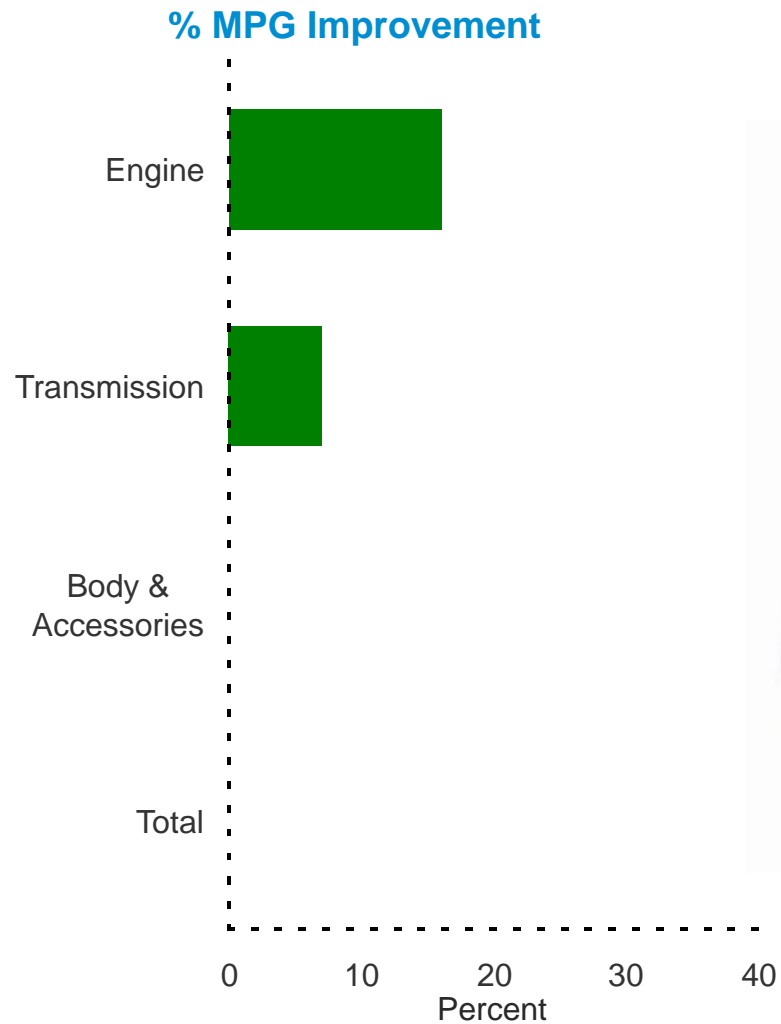 % MPG Improvement
Engine
Transmission
Body &
Accessories
Total
0 10 20 30 40
Percent